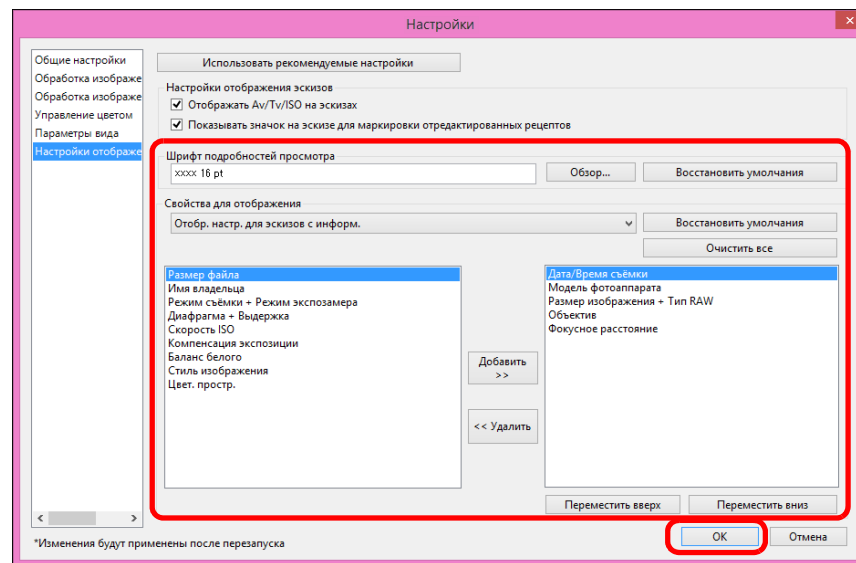 Настройки
Общие настройки
Обработка изображе
Обработка изображе
Управление цветом
Параметры вида
Настройки отображе
Использовать рекомендуемые настройки
Настройки отображения эскизов
Отображать Av/Tv/ISO на эскизах
Показывать значок на эскизе для маркировки отредактированных рецептов
Шрифт подробностей просмотра
xxxx 16 pt
Обзор...
Восстановить умолчания
Свойства для отображения
Отобр. настр. для эскизов с информ.
Восстановить умолчания
Очистить все
Размер файла
Имя владельца
Режим съёмки + Режим экспозамера
Диафрагма + Выдержка
Скорость ISO
Компенсация экспозиции
Баланс белого
Стиль изображения
Цвет. простр.
Добавить
>>
<< Удалить
Дата/Время съёмки
Модель фотоаппарата
Размер изображения + Тип RAW
Объектив
Фокусное расстояние
Переместить вверх
Переместить вниз
*Изменения будут применены после перезапуска
OK
Отмена